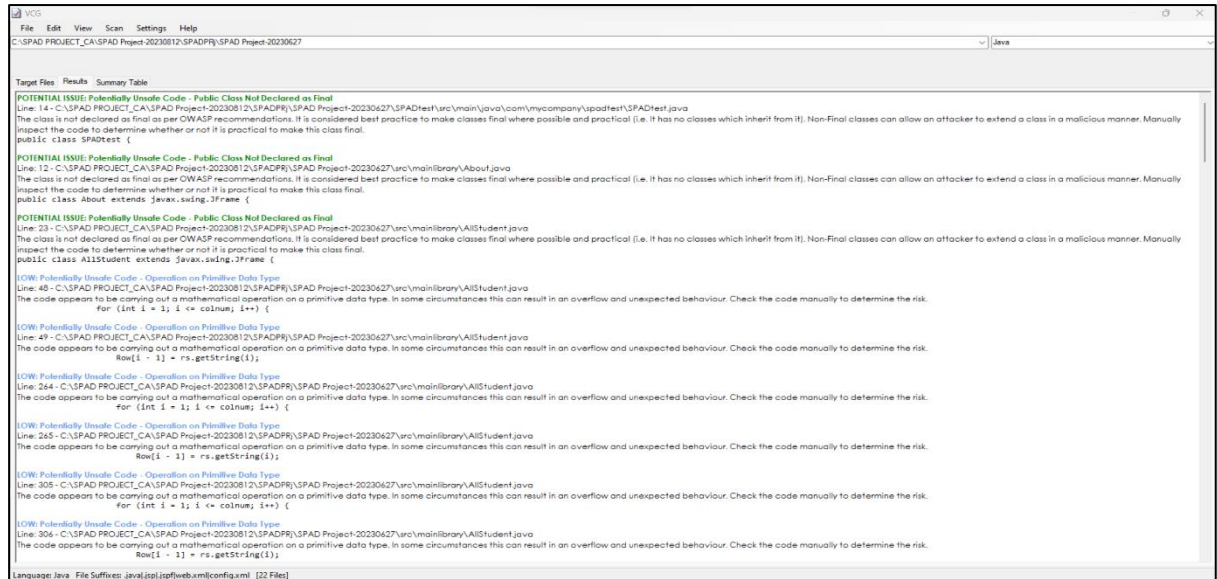 VCG
File Edit View Scan Settings Help
C:\SPAD PROJECT_CA\SPAD Project-20230812\SPADPRj\SPAD Project-20230627 Java
Target Files Results Summary Table
POTENTIAL ISSUE: Potentially Unsafe Code - Public Class Not Declared as Final
Line: 14 - C:\SPAD PROJECT_CA\SPAD Project-20230812\SPADPRj\SPAD Project-20230627\SPADtest\src\main\java\com\mycompany\spadtest\SPADtest.java
The class is not declared as final as per OWASP recommendations. It is considered best practice to make classes final where possible and practical (i.e. It has no classes which inherit from it). Non-Final classes can allow an attacker to extend a class in a malicious manner. Manually
inspect the code to determine whether or not it is practical to make this class final.
public class SPADtest {
POTENTIAL ISSUE: Potentially Unsafe Code - Public Class Not Declared as Final
Line: 12 - C:\SPAD PROJECT_CA\SPAD Project-20230812\SPADPRj\SPAD Project-20230627\src\mainlibrary\About.java
The class is not declared as final as per OWASP recommendations. It is considered best practice to make classes final where possible and practical (i.e. It has no classes which inherit from it). Non-Final classes can allow an attacker to extend a class in a malicious manner. Manually
inspect the code to determine whether or not it is practical to make this class final.
public class About extends javax.swing.JFrame {
POTENTIAL ISSUE: Potentially Unsafe Code - Public Class Not Declared as Final
Line: 23 - C:\SPAD PROJECT_CA\SPAD Project-20230812\SPADPRj\SPAD Project-20230627\src\mainlibrary\AllStudent.java
The class is not declared as final as per OWASP recommendations. It is considered best practice to make classes final where possible and practical (i.e. It has no classes which inherit from it). Non-Final classes can allow an attacker to extend a class in a malicious manner. Manually
inspect the code to determine whether or not it is practical to make this class final.
public class AllStudent extends javax.swing.JFrame {
LOW: Potentially Unsafe Code - Operation on Primitive Data Type
Line: 48 - C:\SPAD PROJECT_CA\SPAD Project-20230812\SPADPRj\SPAD Project-20230627\src\mainlibrary\AllStudent.java
The code appears to be carrying out a mathematical operation on a primitive data type. In some circumstances this can result in an overflow and unexpected behaviour. Check the code manually to determine the risk.
for (int i = 1; i <= colnum; i++) {
LOW: Potentially Unsafe Code - Operation on Primitive Data Type
Line: 49 - C:\SPAD PROJECT_CA\SPAD Project-20230812\SPADPRj\SPAD Project-20230627\src\mainlibrary\AllStudent.java
The code appears to be carrying out a mathematical operation on a primitive data type. In some circumstances this can result in an overflow and unexpected behaviour. Check the code manually to determine the risk.
Row[i - 1] = rs.getString(i);
LOW: Potentially Unsafe Code - Operation on Primitive Data Type
Line: 264 - C:\SPAD PROJECT_CA\SPAD Project-20230812\SPADPRj\SPAD Project-20230627\src\mainlibrary\AllStudent.java
The code appears to be carrying out a mathematical operation on a primitive data type. In some circumstances this can result in an overflow and unexpected behaviour. Check the code manually to determine the risk.
for (int i = 1; i <= colnum; i++) {
LOW: Potentially Unsafe Code - Operation on Primitive Data Type
Line: 265 - C:\SPAD PROJECT_CA\SPAD Project-20230812\SPADPRj\SPAD Project-20230627\src\mainlibrary\AllStudent.java
The code appears to be carrying out a mathematical operation on a primitive data type. In some circumstances this can result in an overflow and unexpected behaviour. Check the code manually to determine the risk.
Row[i - 1] = rs.getString(i);
LOW: Potentially Unsafe Code - Operation on Primitive Data Type
Line: 305 - C:\SPAD PROJECT_CA\SPAD Project-20230812\SPADPRj\SPAD Project-20230627\src\mainlibrary\AllStudent.java
The code appears to be carrying out a mathematical operation on a primitive data type. In some circumstances this can result in an overflow and unexpected behaviour. Check the code manually to determine the risk.
for (int i = 1; i <= colnum; i++) {
LOW: Potentially Unsafe Code - Operation on Primitive Data Type
Line: 306 - C:\SPAD PROJECT_CA\SPAD Project-20230812\SPADPRj\SPAD Project-20230627\src\mainlibrary\AllStudent.java
The code appears to be carrying out a mathematical operation on a primitive data type. In some circumstances this can result in an overflow and unexpected behaviour. Check the code manually to determine the risk.
Row[i - 1] = rs.getString(i);
Language: Java File Suffixes: .java|.jsp|.jspf|web.xml|config.xml [22 Files]